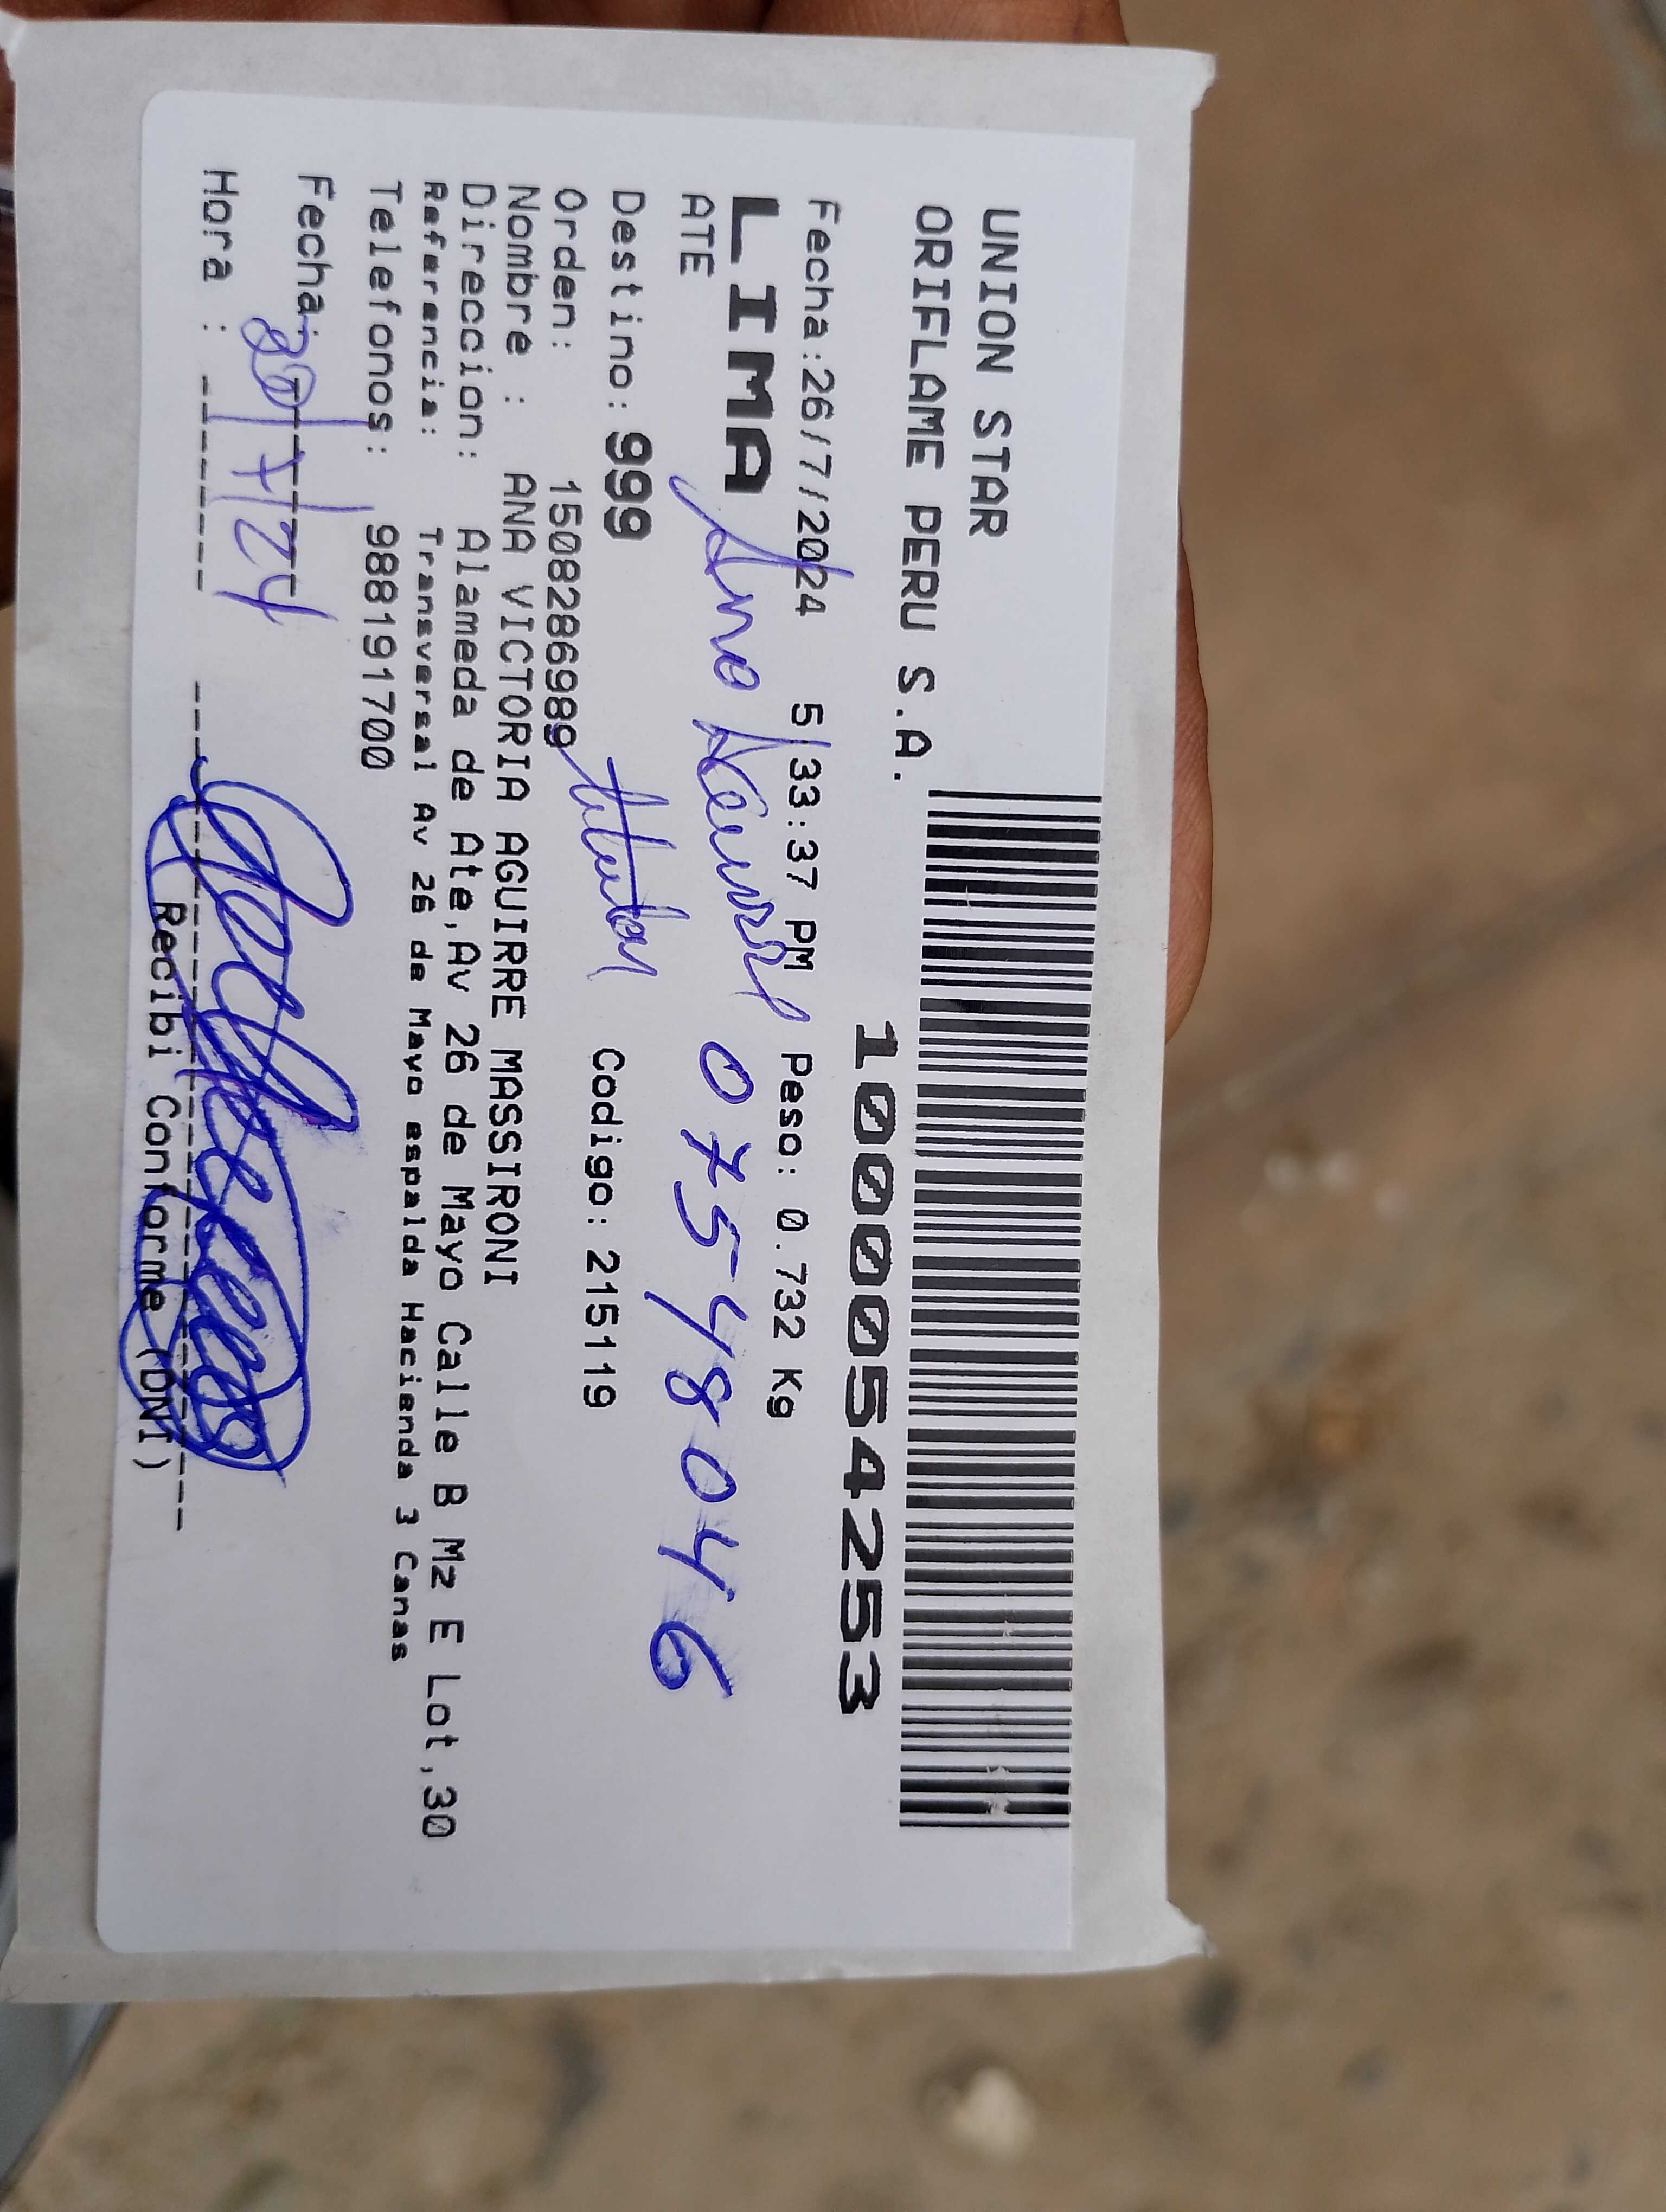 UNION STAR
ORIFLAME PERU S.A.
1000054253
Fecha:26/7/2024 5:33:37 PM Peso: 0.732 Kg
LIMA
ATE
Ana 07548046
Destino: 999 titular Codigo: 215119
Orden: 1508286989
Nombre : ANA VICTORIA AGUIRRE MASSIRONI
Direccion: Alameda de Ate,Av 26 de Mayo Calle B Mz E Lot,30
Referencia: Transversal Av 26 de Mayo espalda Hacienda 3 Canas
Telefonos: 988191700
Fecha: 30/7/24
Hora :
Recibi Conforme (DNI)